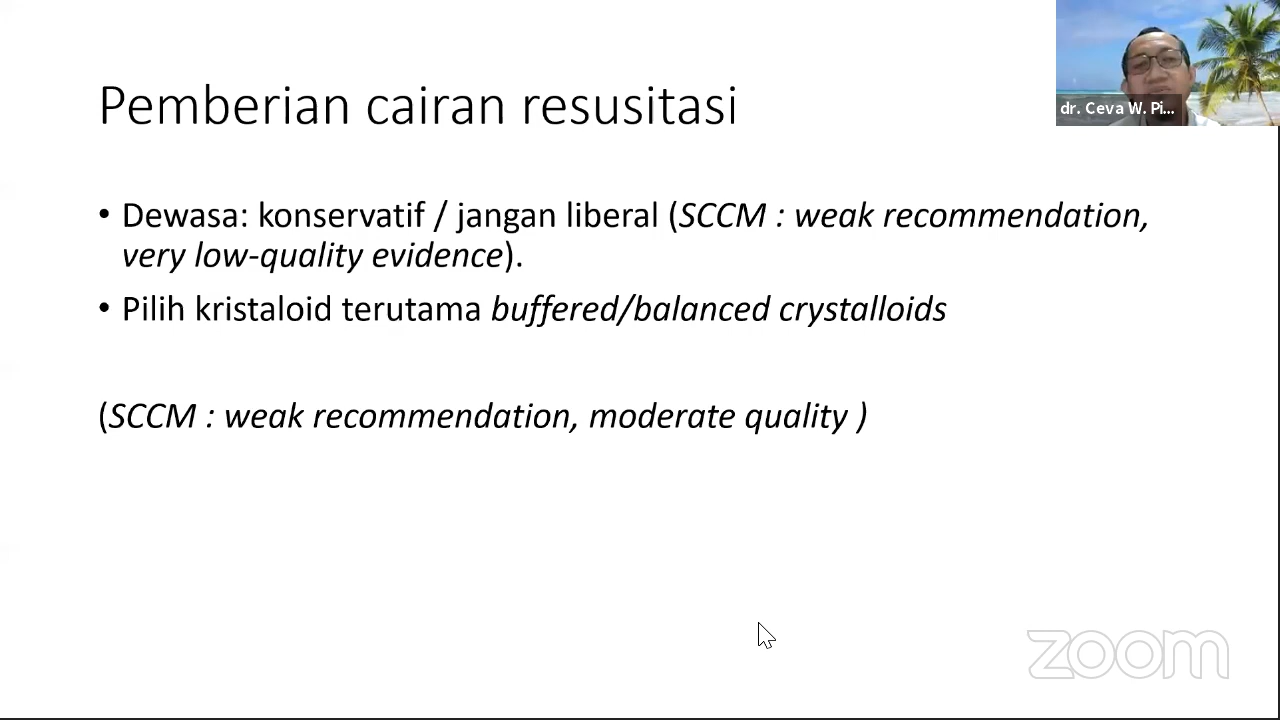 Pemberian cairan resusitasi
dr. Ceva W. Pi...
• Dewasa: konservatif / jangan liberal (SCCM : weak recommendation,
very low-quality evidence).
• Pilih kristaloid terutama buffered/balanced crystalloids
(SCCM : weak recommendation, moderate quality )
zoom